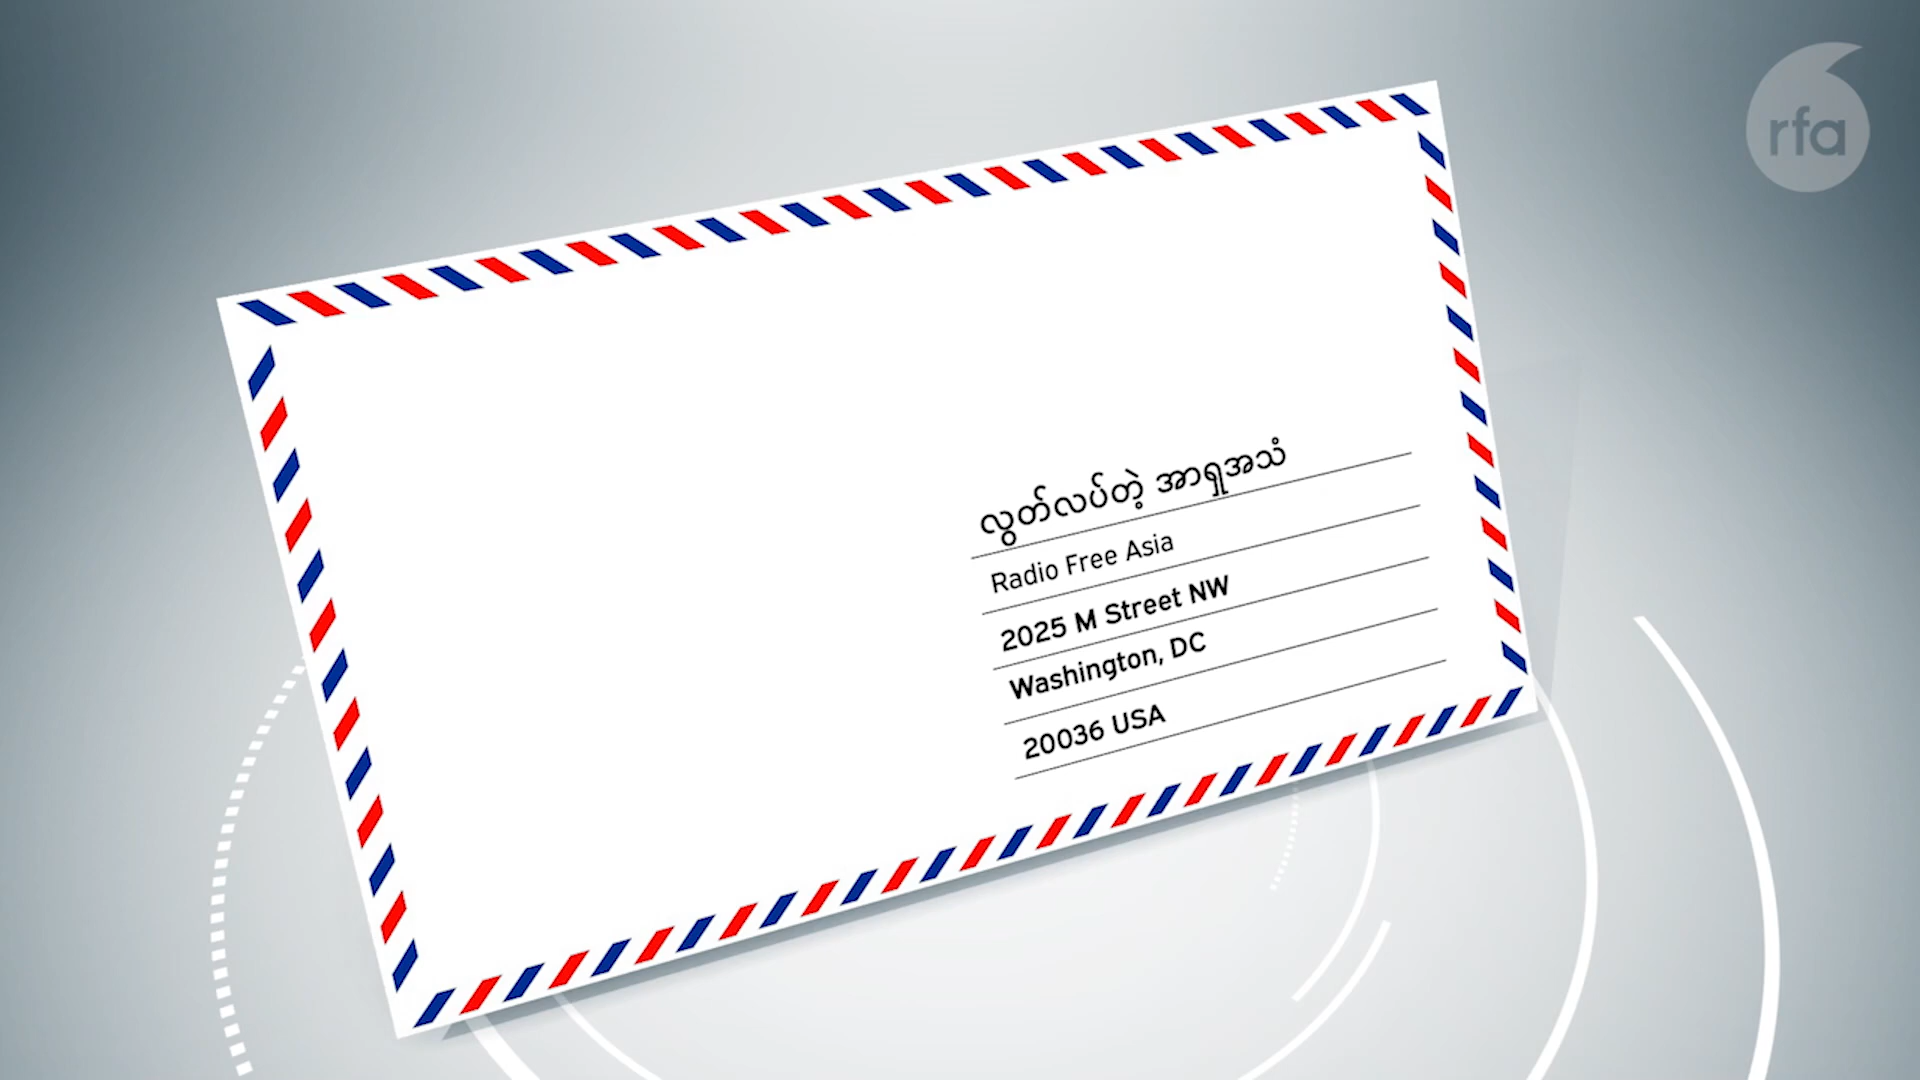 rfa
လွတ်လပ်တဲ့ အာရှအသံ
Radio Free Asia
2025 M Street NW
Washington, DC
20036 USA